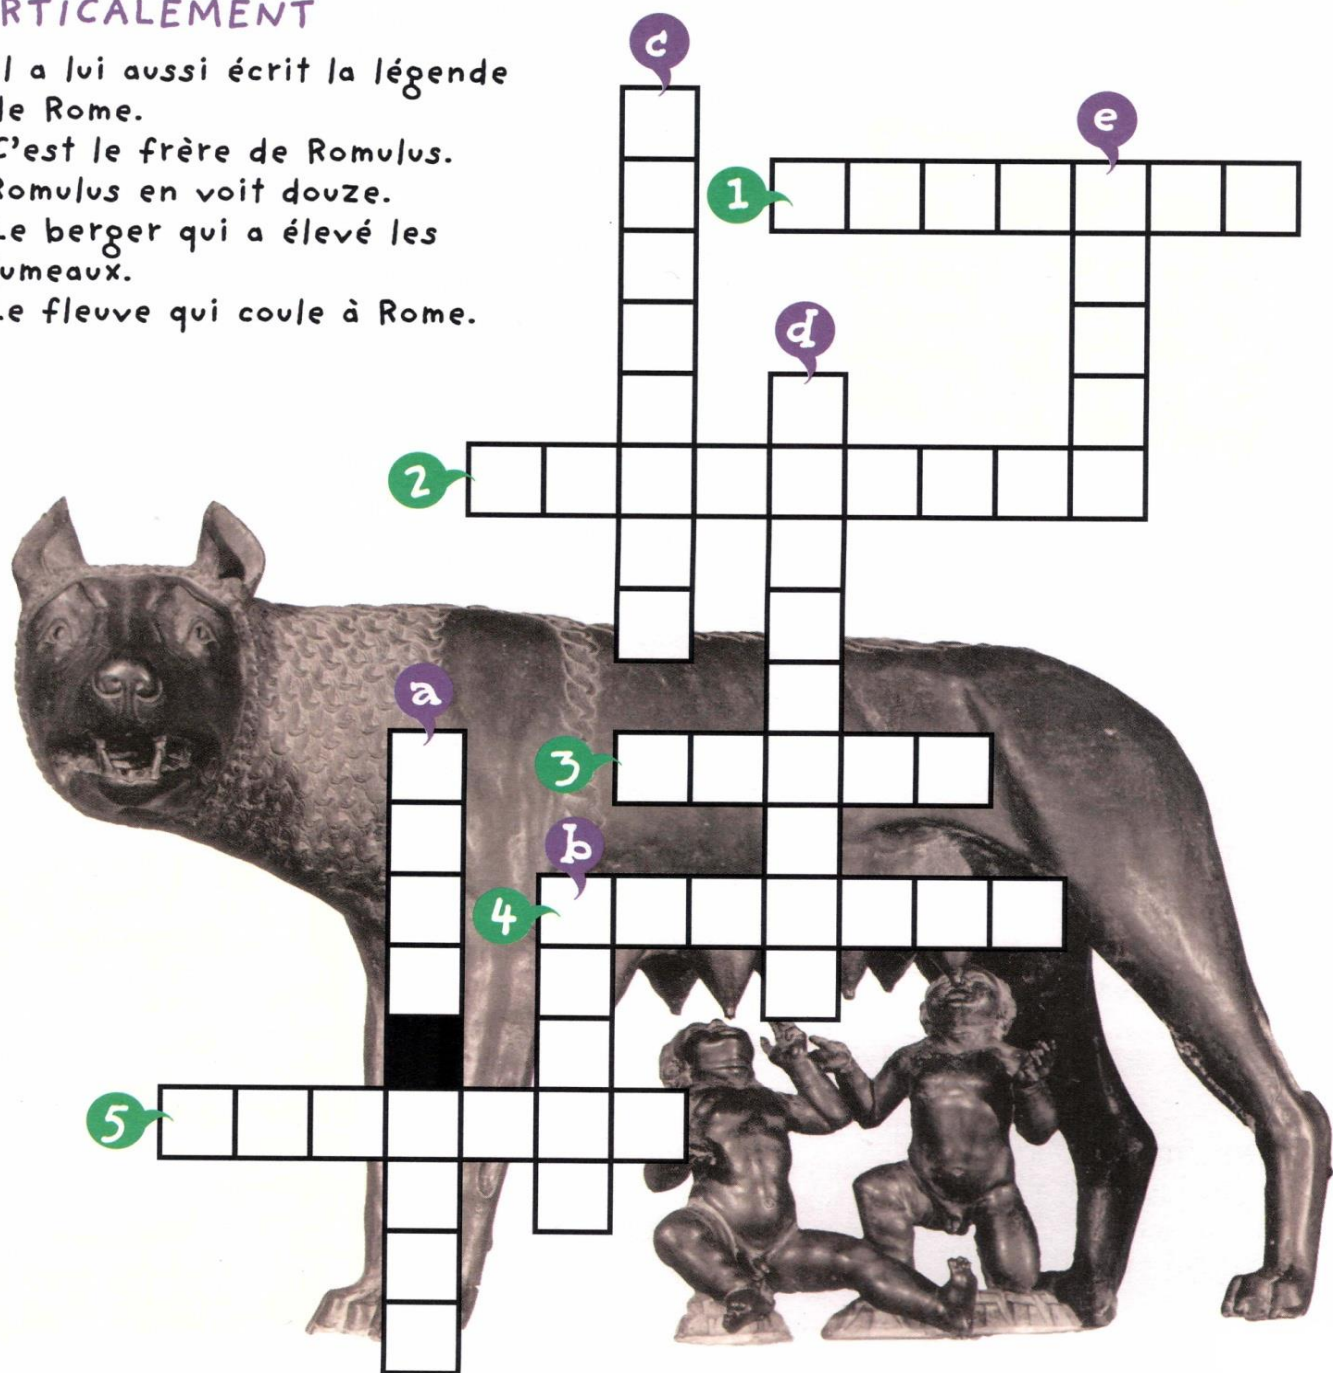 RTICALEMENT
l a lui aussi écrit la légende
le Rome.
C'est le frère de Romulus.
Romulus en voit douze.
Le berger qui a élevé les
umeaux.
Le fleuve qui coule à Rome.
c
e
1
d
2
a
3
b
4
5